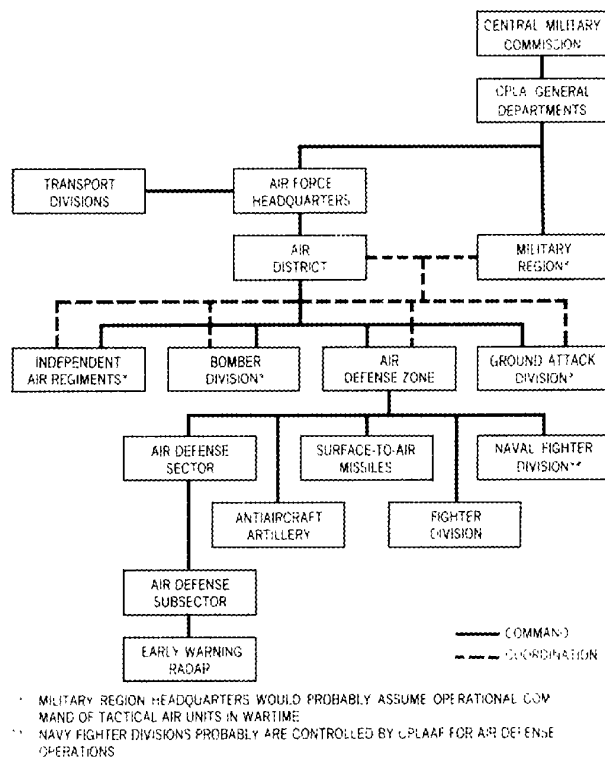 CENTRAL MILITARY
COMMISSION
CPLA GENERAL
DEPARTMENTS
TRANSPORT
DIVISIONS
AIR FORCE
HEADQUARTERS
AIR
DISTRICT
MILITARY
REGION*
INDEPENDENT
AIR REGIMENTS*
BOMBER
DIVISION*
AIR
DEFENSE ZONE
GROUND ATTACK
DIVISION*
AIR DEFENSE
SECTOR
SURFACE-TO-AIR
MISSILES
NAVAL FIGHTER
DIVISION**
ANTIAIRCRAFT
ARTILLERY
FIGHTER
DIVISION
AIR DEFENSE
SUBSECTOR
EARLY WARNING
RADAR
COMMAND
COORDINATION
* MILITARY REGION HEADQUARTERS WOULD PROBABLY ASSUME OPERATIONAL COM
MAND OF TACTICAL AIR UNITS IN WARTIME
** NAVY FIGHTER DIVISIONS PROBABLY ARE CONTROLLED BY CPLAAF FOR AIR DEFENSE
OPERATIONS